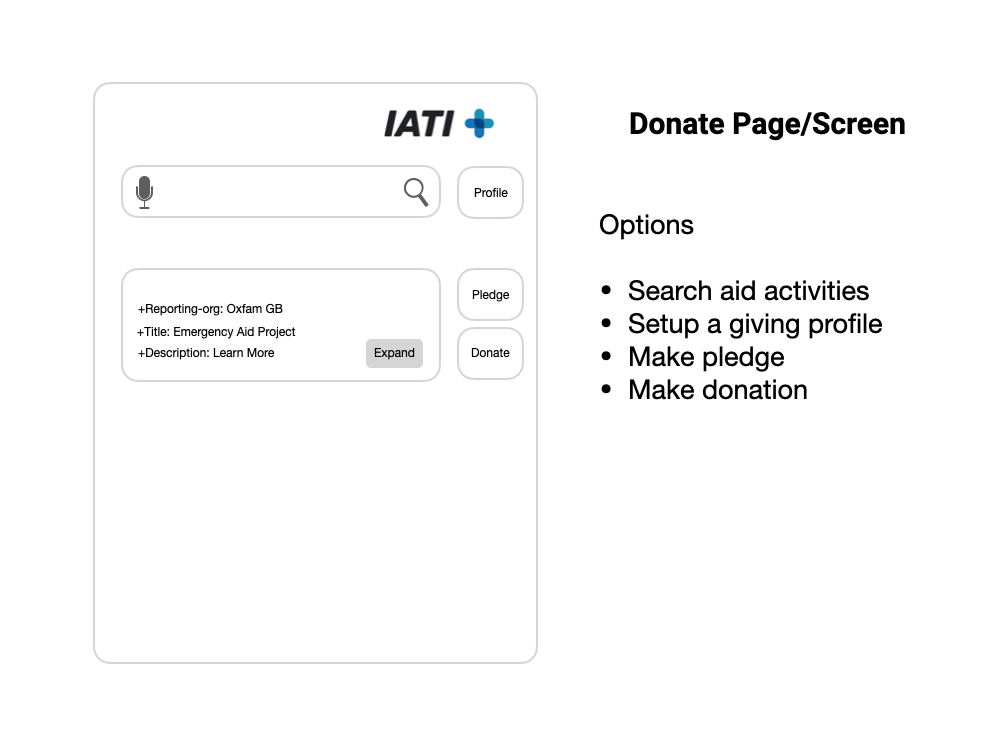 IATI
Donate Page/Screen
Profile
Options
Pledge
+Reporting-org: Oxfam GB
+Title: Emergency Aid Project
+Description: Learn More
Expand
Donate
• Search aid activities
• Setup a giving profile
• Make pledge
• Make donation